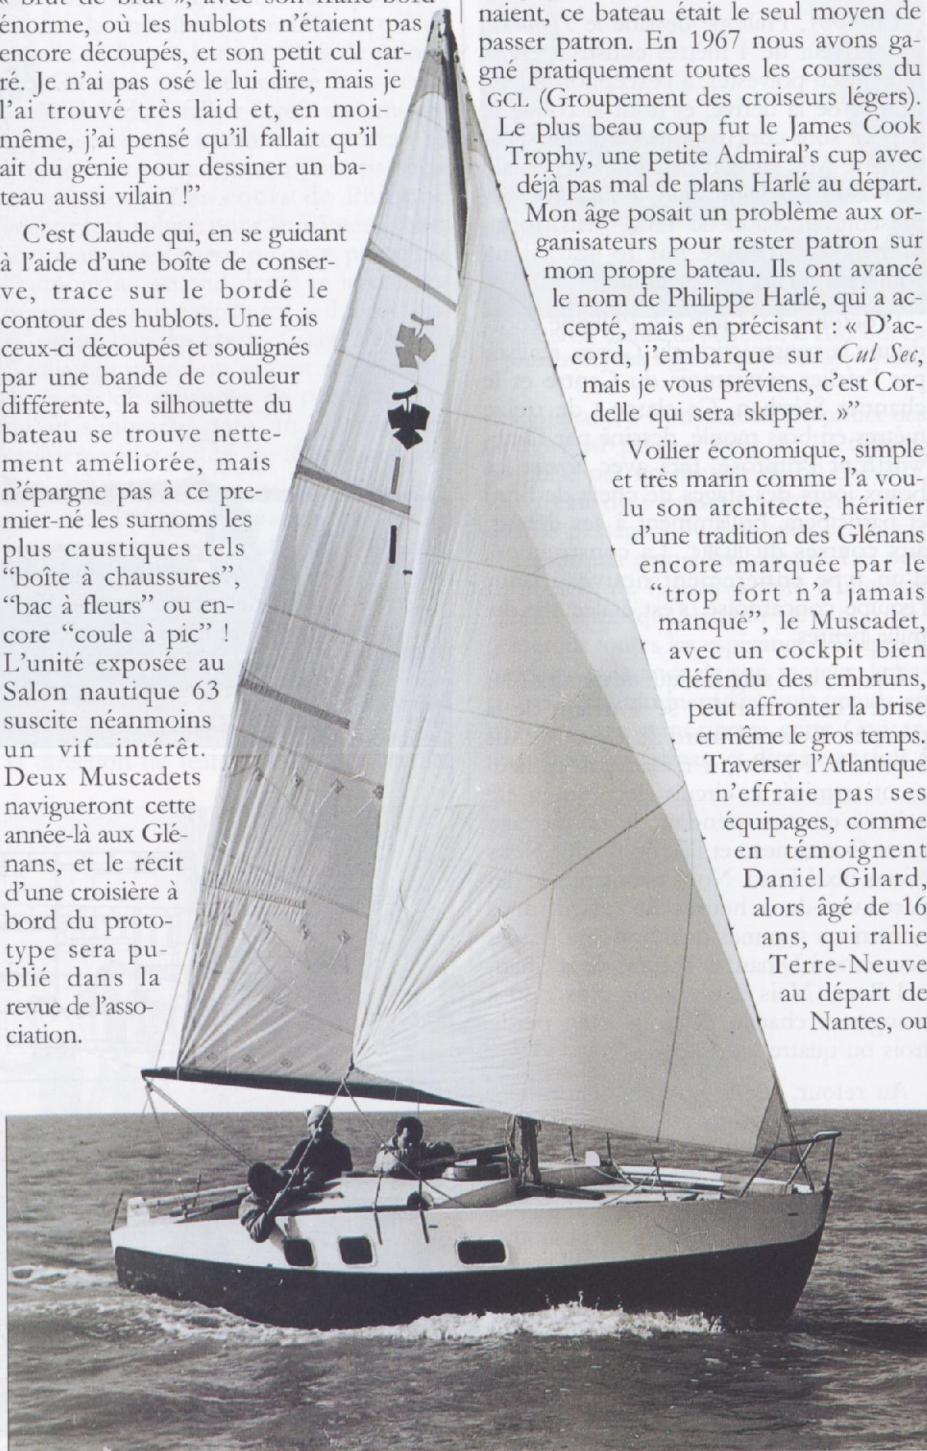 énorme, où les hublots n'étaient pas
encore découpés, et son petit cul car-
ré. Je n'ai pas osé le lui dire, mais je
l'ai trouvé très laid et, en moi-
même, j'ai pensé qu'il fallait qu'il
ait du génie pour dessiner un ba-
teau aussi vilain !”
C'est Claude qui, en se guidant
à l'aide d'une boîte de conser-
ve, trace sur le bordé le
contour des hublots. Une fois
ceux-ci découpés et soulignés
par une bande de couleur
différente, la silhouette du
bateau se trouve nette-
ment améliorée, mais
n'épargne pas à ce pre-
mier-né les surnoms les
plus caustiques tels
“boîte à chaussures”,
“bac à fleurs” ou en-
core “coule à pic” !
L'unité exposée au
Salon nautique 63
suscite néanmoins
un vif intérêt.
Deux Muscadets
navigueront cette
année-là aux Glé-
nans, et le récit
d'une croisière à
bord du proto-
type sera pu-
blié dans la
revue de l'asso-
ciation.
naient, ce bateau était le seul moyen de
passer patron. En 1967 nous avons ga-
gné pratiquement toutes les courses du
GCL (Groupement des croiseurs légers).
Le plus beau coup fut le James Cook
Trophy, une petite Admiral's cup avec
déjà pas mal de plans Harlé au départ.
Mon âge posait un problème aux or-
ganisateurs pour rester patron sur
mon propre bateau. Ils ont avancé
le nom de Philippe Harlé, qui a ac-
cepté, mais en précisant : « D'ac-
cord, j'embarque sur Cul Sec,
mais je vous préviens, c'est Cor-
delle qui sera skipper. »”
Voilier économique, simple
et très marin comme l'a vou-
lu son architecte, héritier
d'une tradition des Glénans
encore marquée par le
“trop fort n'a jamais
manqué”, le Muscadet,
avec un cockpit bien
défendu des embruns,
peut affronter la brise
et même le gros temps.
Traverser l'Atlantique
n'effraie pas ses
équipages, comme
en témoignent
Daniel Gilard,
alors âgé de 16
ans, qui rallie
Terre-Neuve
au départ de
Nantes, ou